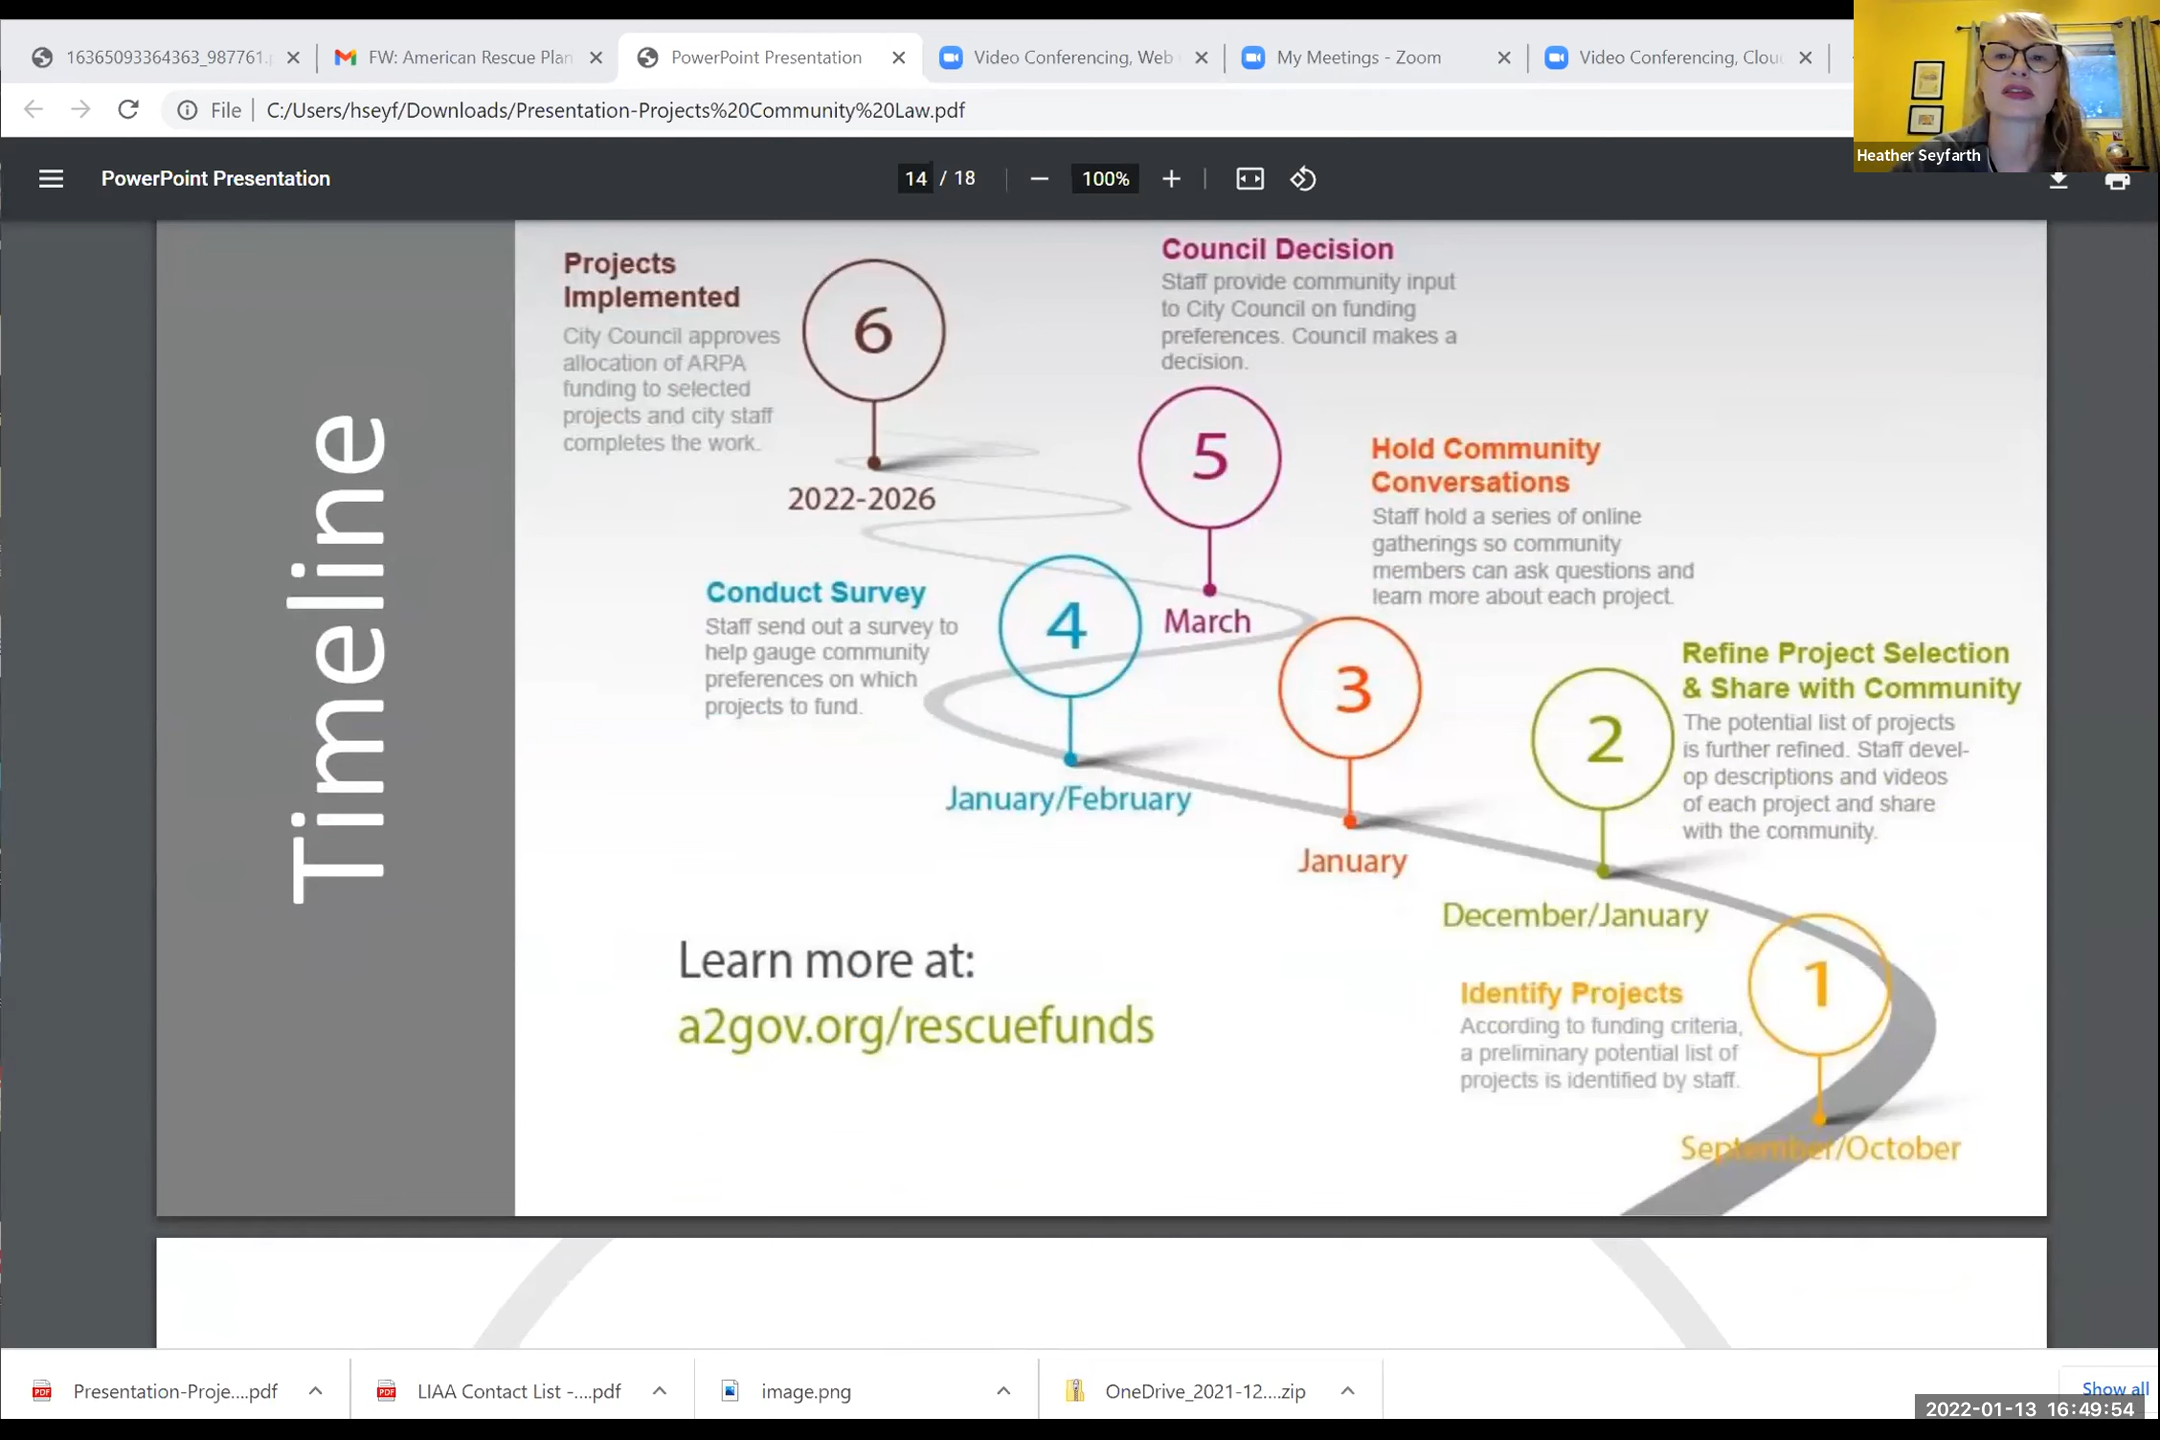 16365093364363_987761.p
FW: American Rescue Plan
PowerPoint Presentation
Video Conferencing, Web
My Meetings - Zoom
Video Conferencing, Clou
File
C:/Users/hseyf/Downloads/Presentation-Projects%20Community%20Law.pdf
Heather Seyfarth
PowerPoint Presentation
14 / 18
100%
Timeline
Projects
Implemented
City Council approves
allocation of ARPA
funding to selected
projects and city staff
completes the work.
6
2022-2026
Council Decision
Staff provide community input
to City Council on funding
preferences. Council makes a
decision.
5
March
Conduct Survey
Staff send out a survey to
help gauge community
preferences on which
projects to fund.
4
January/February
Hold Community
Conversations
Staff hold a series of online
gatherings so community
members can ask questions and
learn more about each project.
3
January
Refine Project Selection
& Share with Community
The potential list of projects
is further refined. Staff devel-
op descriptions and videos
of each project and share
with the community.
2
December/January
Identify Projects
According to funding criteria,
a preliminary potential list of
projects is identified by staff.
1
September/October
Learn more at:
a2gov.org/rescuefunds
Presentation-Proje....pdf
LIAA Contact List -....pdf
image.png
OneDrive_2021-12....zip
Show all
2022-01-13 16:49:54